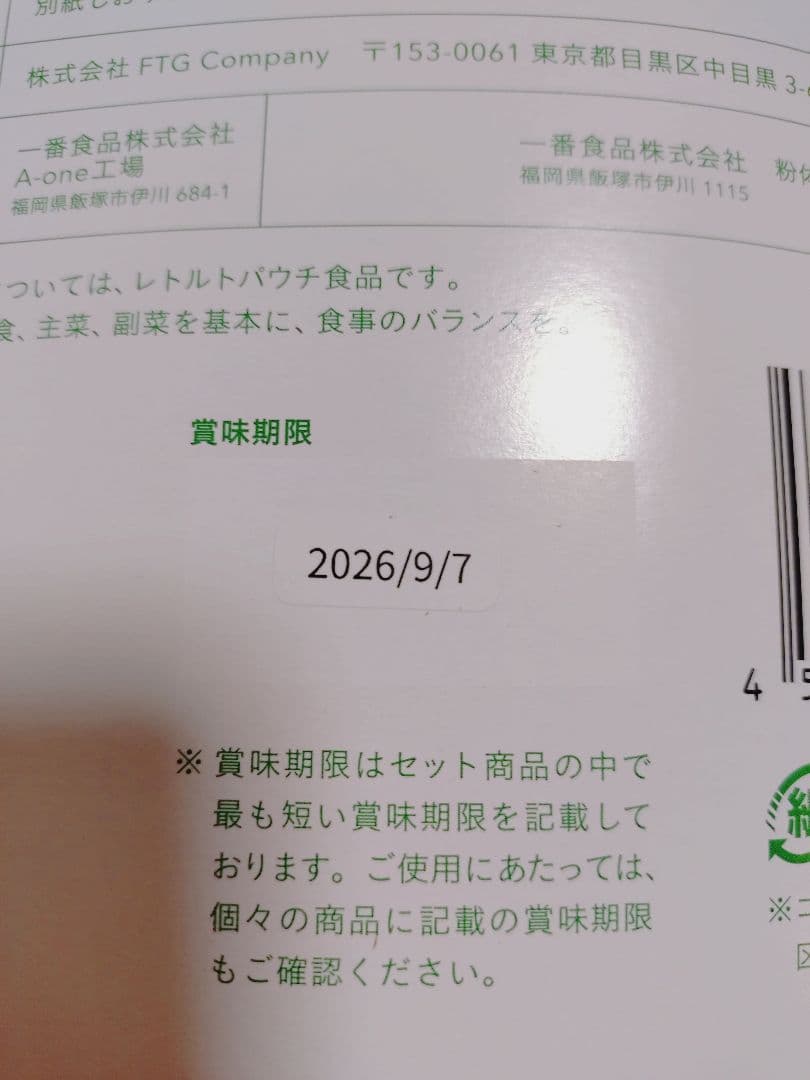 別紙
株式会社 FTG Company 〒153-0061 東京都目黒区中目黒 3-
一番食品株式会社
A-one工場
福岡県飯塚市伊川 684-1
一番食品株式会社 粉体
福岡県飯塚市伊川 1115
ついては、レトルトパウチ食品です。
食、主菜、副菜を基本に、食事のバランスを。
賞味期限
2026/9/7
4
※ 賞味期限はセット商品の中で
最も短い賞味期限を記載して
おります。ご使用にあたっては、
個々の商品に記載の賞味期限
もご確認ください。
※コ
区